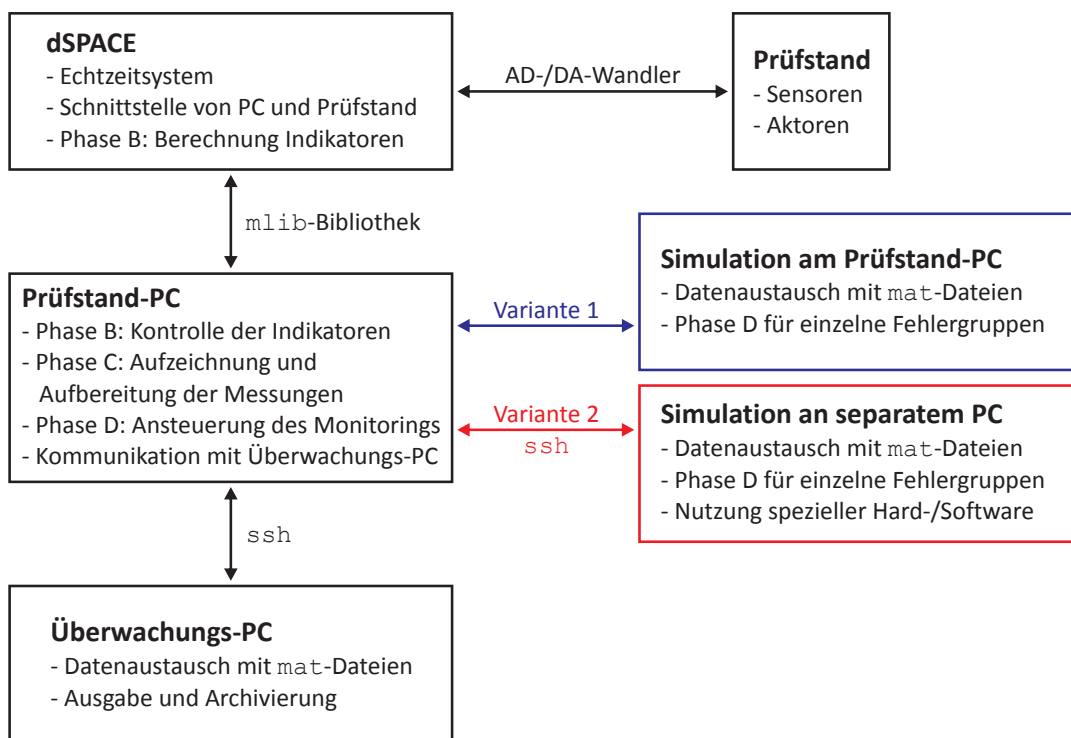 dSPACE
- Echtzeitsystem
- Schnittstelle von PC und Prüfstand
- Phase B: Berechnung Indikatoren
AD-/DA-Wandler
Prüfstand
- Sensoren
- Aktoren
mlib-Bibliothek
Prüfstand-PC
- Phase B: Kontrolle der Indikatoren
- Phase C: Aufzeichnung und
Aufbereitung der Messungen
- Phase D: Ansteuerung des Monitorings
- Kommunikation mit Überwachungs-PC
Variante 1
Simulation am Prüfstand-PC
- Datenaustausch mit mat-Dateien
- Phase D für einzelne Fehlergruppen
Variante 2
ssh
Simulation an separatem PC
- Datenaustausch mit mat-Dateien
- Phase D für einzelne Fehlergruppen
- Nutzung spezieller Hard-/Software
ssh
Überwachungs-PC
- Datenaustausch mit mat-Dateien
- Ausgabe und Archivierung